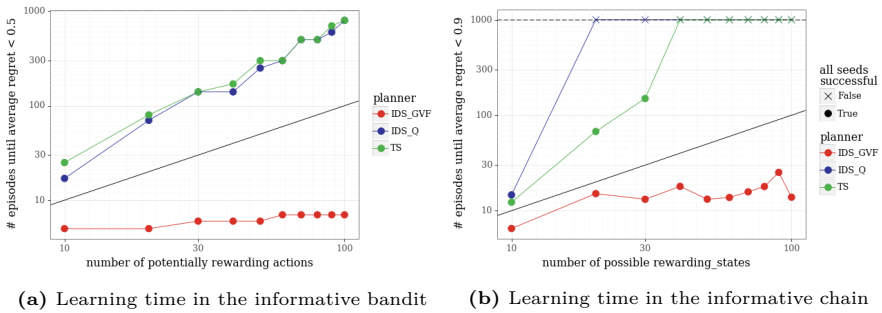 # episodes until average regret < 0.5
1000
300
100
30
10
10
30
100
number of potentially rewarding actions
planner
IDS_GVF
IDS_Q
TS
(a) Learning time in the informative bandit
# episodes until average regret < 0.9
1000
300
100
30
10
10
30
100
number of possible rewarding_states
all seeds
successful
False
True
planner
IDS_GVF
IDS_Q
TS
(b) Learning time in the informative chain